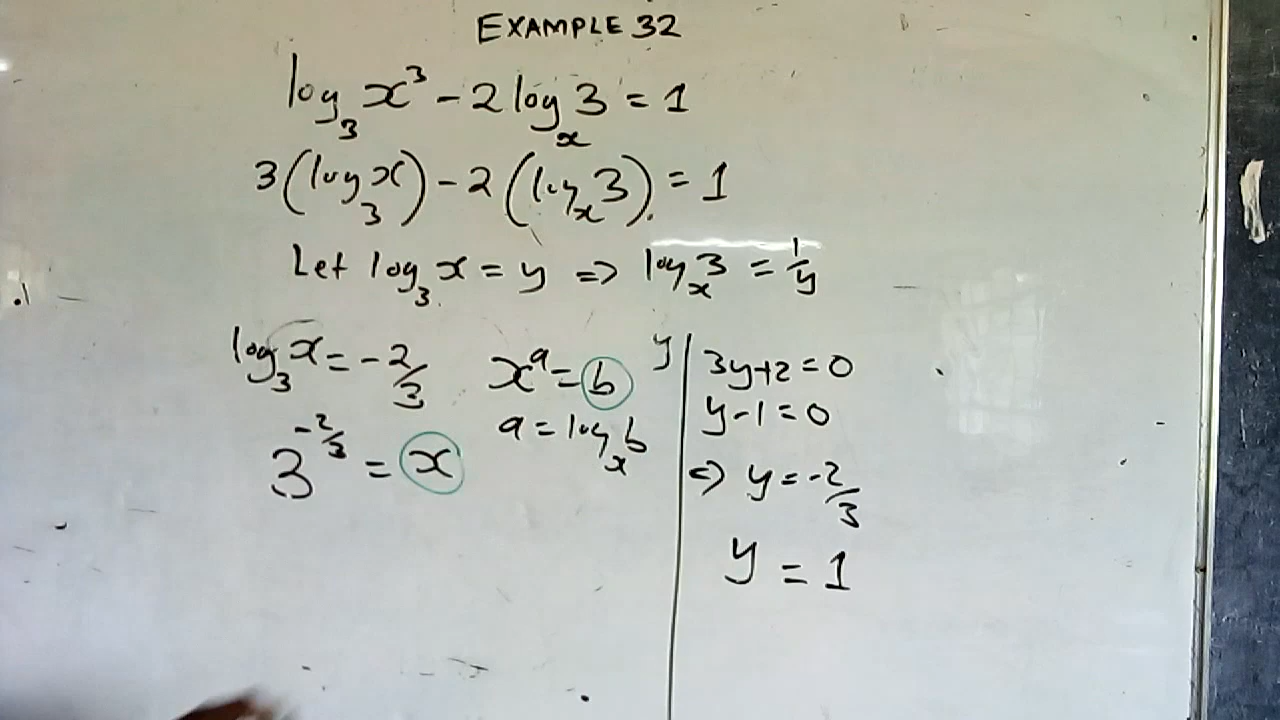 EXAMPLE 32
log₃ x³ - 2 logₓ 3 = 1
3(log₃ x) - 2(logₓ 3) = 1
Let log₃ x = y => logₓ 3 = 1/y
log₃ x = -2/3
3^(-2/3) = x
xᵃ = b
a = logₓ b
y
3y+2 = 0
y-1 = 0
=> y = -2/3
y = 1